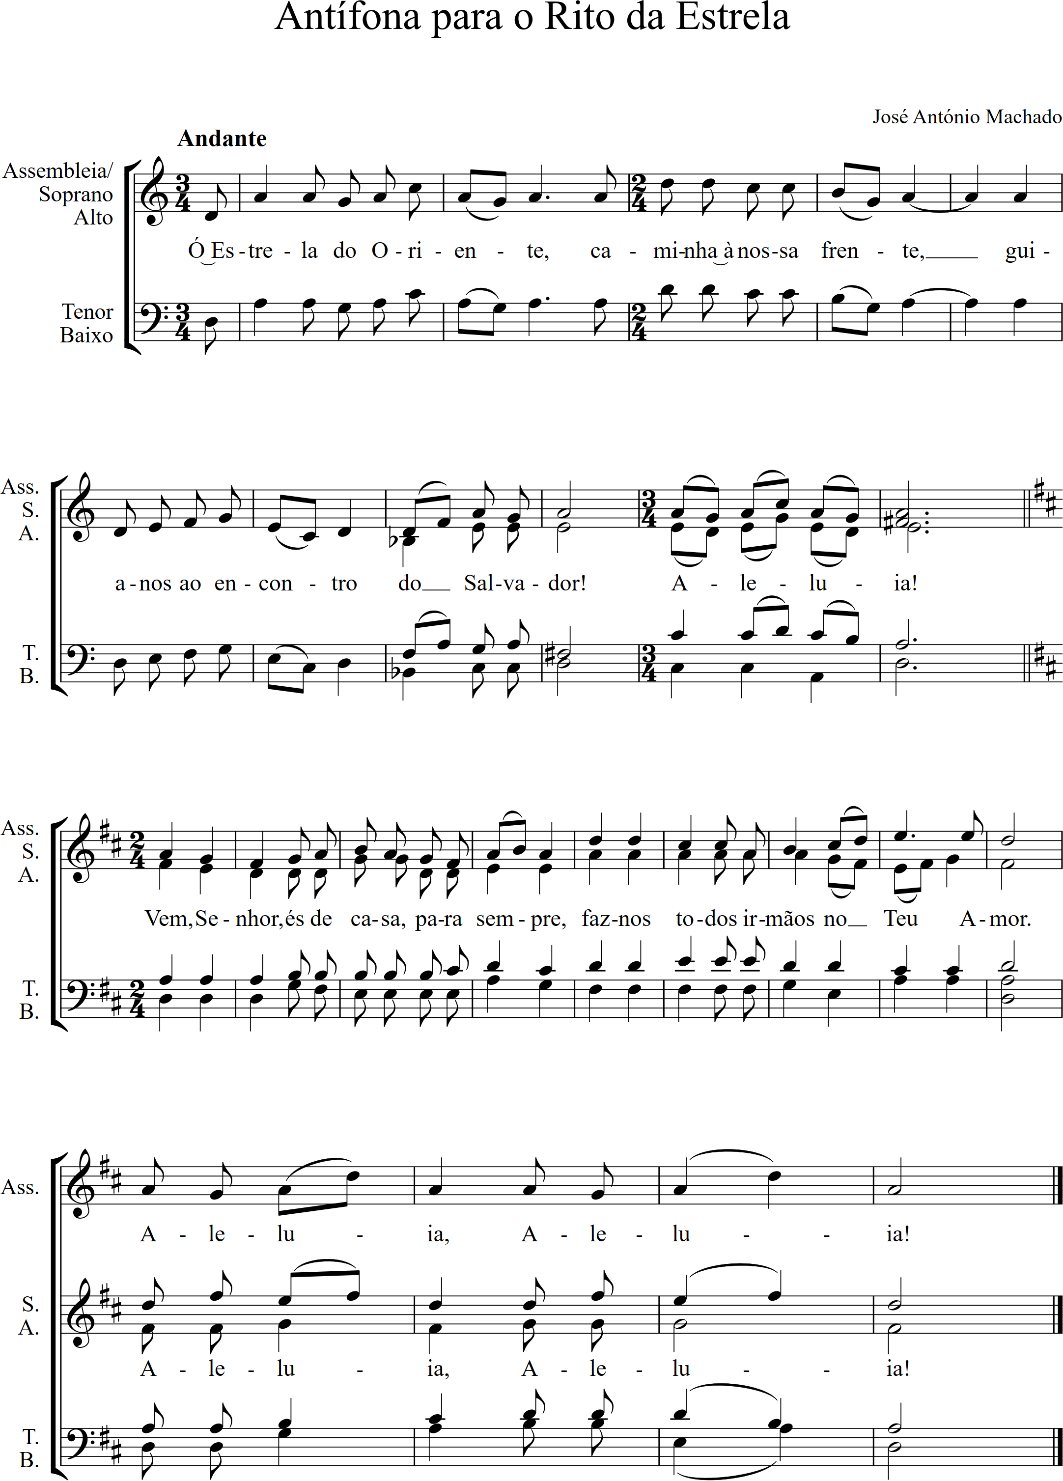 Antífona para o Rito da Estrela
José António Machado
Andante
Assembleia/
Soprano
Alto
Ó Es - tre - la do O - ri - en - te, ca - mi - nha à nos - sa fren - te, gui -
Tenor
Baixo
Ass.
S.
A.
a - nos ao en - con - tro do Sal - va - dor! A - le - lu - ia!
T.
B.
Ass.
S.
A.
Vem, Se - nhor, és de ca - sa, pa - ra sem - pre, faz - nos to - dos ir - mãos no Teu A - mor.
T.
B.
Ass.
A - le - lu - ia, A - le - lu - ia!
S.
A.
A - le - lu - ia, A - le - lu - ia!
T.
B.